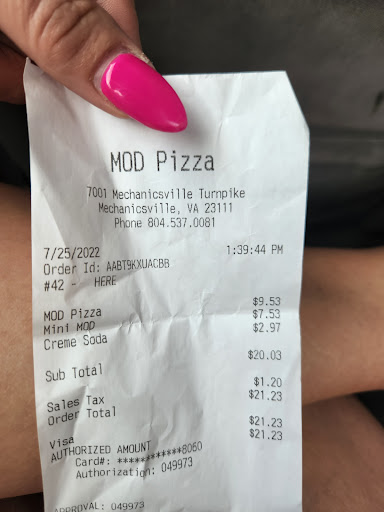 MOD Pizza
7001 Mechanicsville Turnpike
Mechanicsville, VA 23111
Phone 804.537.0081
7/25/2022 1:39:44 PM
Order Id: AABT9KXUACBB
#42 - HERE
MOD Pizza $9.53
Mini MOD $7.53
Creme Soda $2.97
Sub Total $20.03
Sales Tax $1.20
Order Total $21.23
Visa $21.23
AUTHORIZED AMOUNT $21.23
Card#: ************8060
Authorization: 049973
APPROVAL: 049973